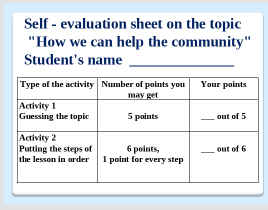 Self - evaluation sheet on the topic
"How we can help the community"
Student's name _______________
Type of the activity Number of points you Your points
may get
Activity 1
Guessing the topic 5 points ___ out of 5
Activity 2
Putting the steps of 6 points, ___ out of 6
the lesson in order 1 point for every step